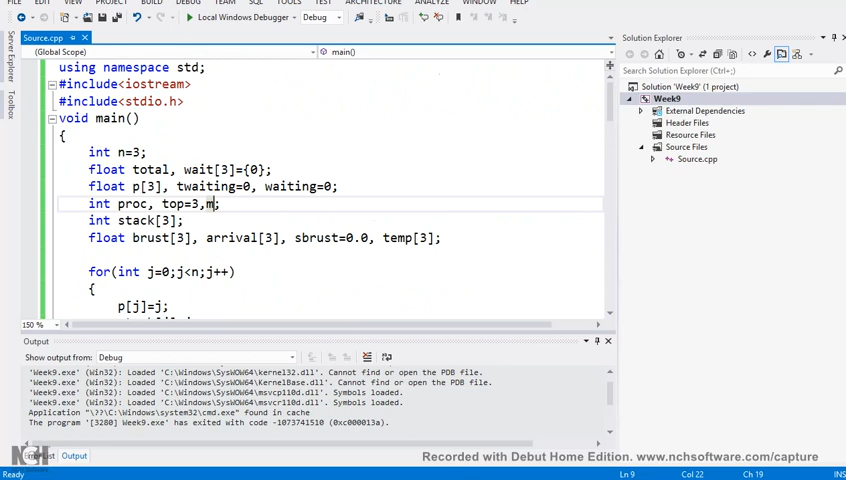 FILE EDIT VIEW PROJECT BUILD DEBUG TEAM SQL TOOLS TEST ARCHITECTURE ANALYZE WINDOW HELP
Local Windows Debugger Debug
Server Explorer
Toolbox
Source.cpp
(Global Scope) main()
using namespace std;
#include<iostream>
#include<stdio.h>
void main()
{
int n=3;
float total, wait[3]={0};
float p[3], twaiting=0, waiting=0;
int proc, top=3,m;
int stack[3];
float brust[3], arrival[3], sbrust=0.0, temp[3];
for(int j=0;j<n;j++)
{
p[j]=j;
150 %
Solution Explorer
Search Solution Explorer (Ctrl+;)
Solution 'Week9' (1 project)
Week9
External Dependencies
Header Files
Resource Files
Source Files
Source.cpp
Output
Show output from: Debug
'Week9.exe' (Win32): Loaded 'C:\Windows\SysWOW64\kernel32.dll'. Cannot find or open the PDB file.
'Week9.exe' (Win32): Loaded 'C:\Windows\SysWOW64\KernelBase.dll'. Cannot find or open the PDB file.
'Week9.exe' (Win32): Loaded 'C:\Windows\SysWOW64\msvcp110d.dll'. Symbols loaded.
'Week9.exe' (Win32): Loaded 'C:\Windows\SysWOW64\msvcr110d.dll'. Symbols loaded.
Application "\??\C:\Windows\system32\cmd.exe" found in cache
The program '[3280] Week9.exe' has exited with code -1073741510 (0xc000013a).
Error List Output
NCH
Recorded with Debut Home Edition. www.nchsoftware.com/capture
Ready Ln 9 Col 22 Ch 19 INS